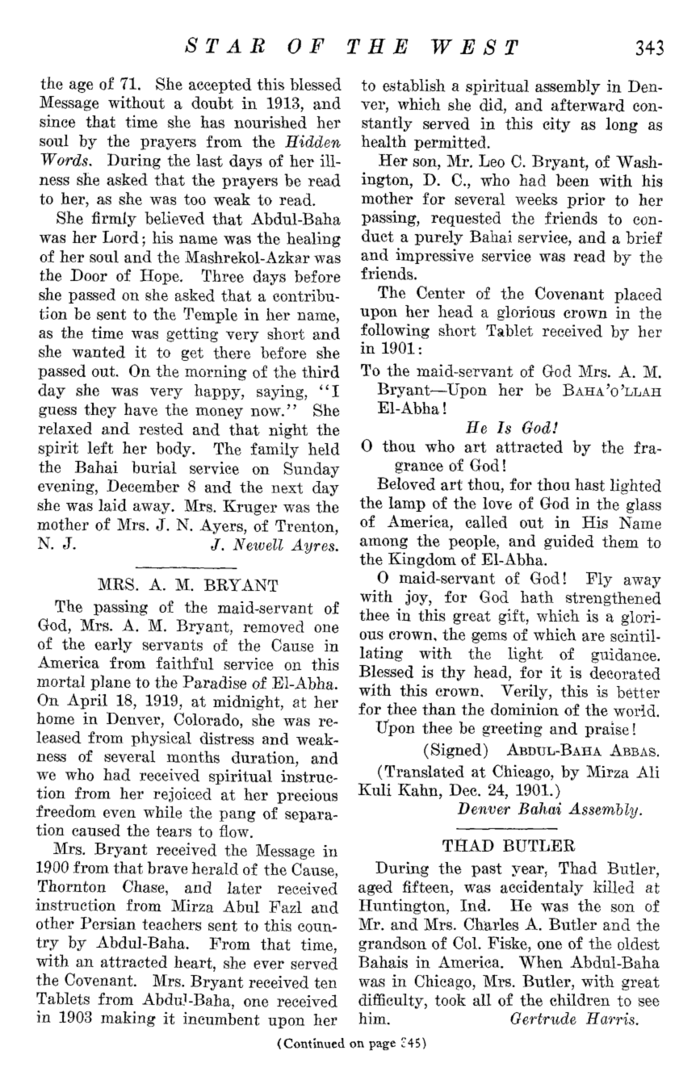 STAR OF THE WEST 343
the age of 71. She accepted this blessed
Message without a doubt in 1913, and
since that time she has nourished her
soul by the prayers from the Hidden
Words. During the last days of her ill-
ness she asked that the prayers be read
to her, as she was too weak to read.
She firmly believed that Abdul-Baha
was her Lord; his name was the healing
of her soul and the Mashrekol-Azkar was
the Door of Hope. Three days before
she passed on she asked that a contribu-
tion be sent to the Temple in her name,
as the time was getting very short and
she wanted it to get there before she
passed out. On the morning of the third
day she was very happy, saying, "I
guess they have the money now." She
relaxed and rested and that night the
spirit left her body. The family held
the Bahai burial service on Sunday
evening, December 8 and the next day
she was laid away. Mrs. Kruger was the
mother of Mrs. J. N. Ayers, of Trenton,
N. J. J. Newell Ayres.
MRS. A. M. BRYANT
The passing of the maid-servant of
God, Mrs. A. M. Bryant, removed one
of the early servants of the Cause in
America from faithful service on this
mortal plane to the Paradise of El-Abha.
On April 18, 1919, at midnight, at her
home in Denver, Colorado, she was re-
leased from physical distress and weak-
ness of several months duration, and
we who had received spiritual instruc-
tion from her rejoiced at her precious
freedom even while the pang of separa-
tion caused the tears to flow.
Mrs. Bryant received the Message in
1900 from that brave herald of the Cause,
Thornton Chase, and later received
instruction from Mirza Abul Fazl and
other Persian teachers sent to this coun-
try by Abdul-Baha. From that time,
with an attracted heart, she ever served
the Covenant. Mrs. Bryant received ten
Tablets from Abdul-Baha, one received
in 1903 making it incumbent upon her
to establish a spiritual assembly in Den-
ver, which she did, and afterward con-
stantly served in this city as long as
health permitted.
Her son, Mr. Leo C. Bryant, of Wash-
ington, D. C., who had been with his
mother for several weeks prior to her
passing, requested the friends to con-
duct a purely Bahai service, and a brief
and impressive service was read by the
friends.
The Center of the Covenant placed
upon her head a glorious crown in the
following short Tablet received by her
in 1901:
To the maid-servant of God Mrs. A. M.
Bryant—Upon her be BAHA'O'LLAH
El-Abha!
He Is God!
O thou who art attracted by the fra-
grance of God!
Beloved art thou, for thou hast lighted
the lamp of the love of God in the glass
of America, called out in His Name
among the people, and guided them to
the Kingdom of El-Abha.
O maid-servant of God! Fly away
with joy, for God hath strengthened
thee in this great gift, which is a glori-
ous crown, the gems of which are scintil-
lating with the light of guidance.
Blessed is thy head, for it is decorated
with this crown. Verily, this is better
for thee than the dominion of the world.
Upon thee be greeting and praise!
(Signed) ABDUL-BAHA ABBAS.
(Translated at Chicago, by Mirza Ali
Kuli Kahn, Dec. 24, 1901.)
Denver Bahai Assembly.
THAD BUTLER
During the past year, Thad Butler,
aged fifteen, was accidentaly killed at
Huntington, Ind. He was the son of
Mr. and Mrs. Charles A. Butler and the
grandson of Col. Fiske, one of the oldest
Bahais in America. When Abdul-Baha
was in Chicago, Mrs. Butler, with great
difficulty, took all of the children to see
him. Gertrude Harris.
(Continued on page 345)